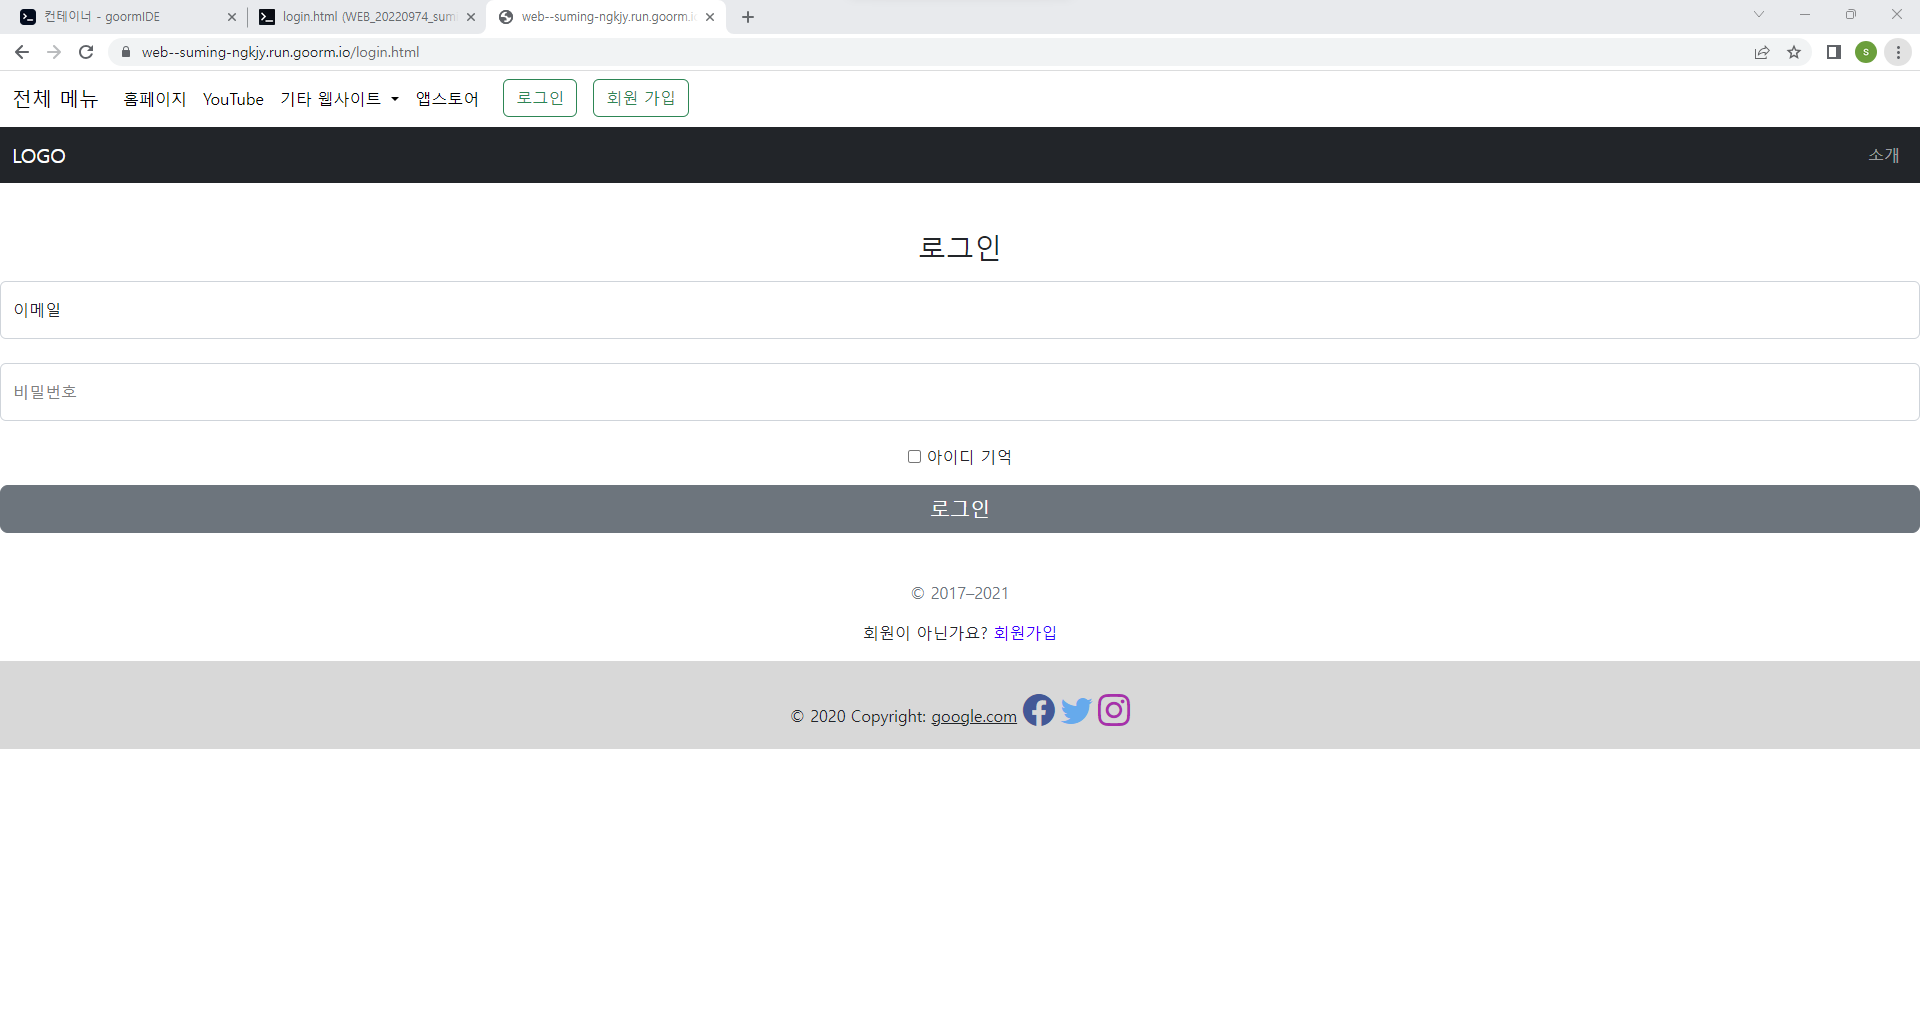 컨테이너 - goormIDE
login.html (WEB_20220974_sumi
web--suming-ngkjy.run.goorm.i
web--suming-ngkjy.run.goorm.io/login.html
s
전체 메뉴 홈페이지 YouTube 기타 웹사이트 앱스토어 로그인 회원 가입
LOGO 소개
로그인
이메일
비밀번호
아이디 기억
로그인
© 2017–2021
회원이 아닌가요? 회원가입
© 2020 Copyright: google.com